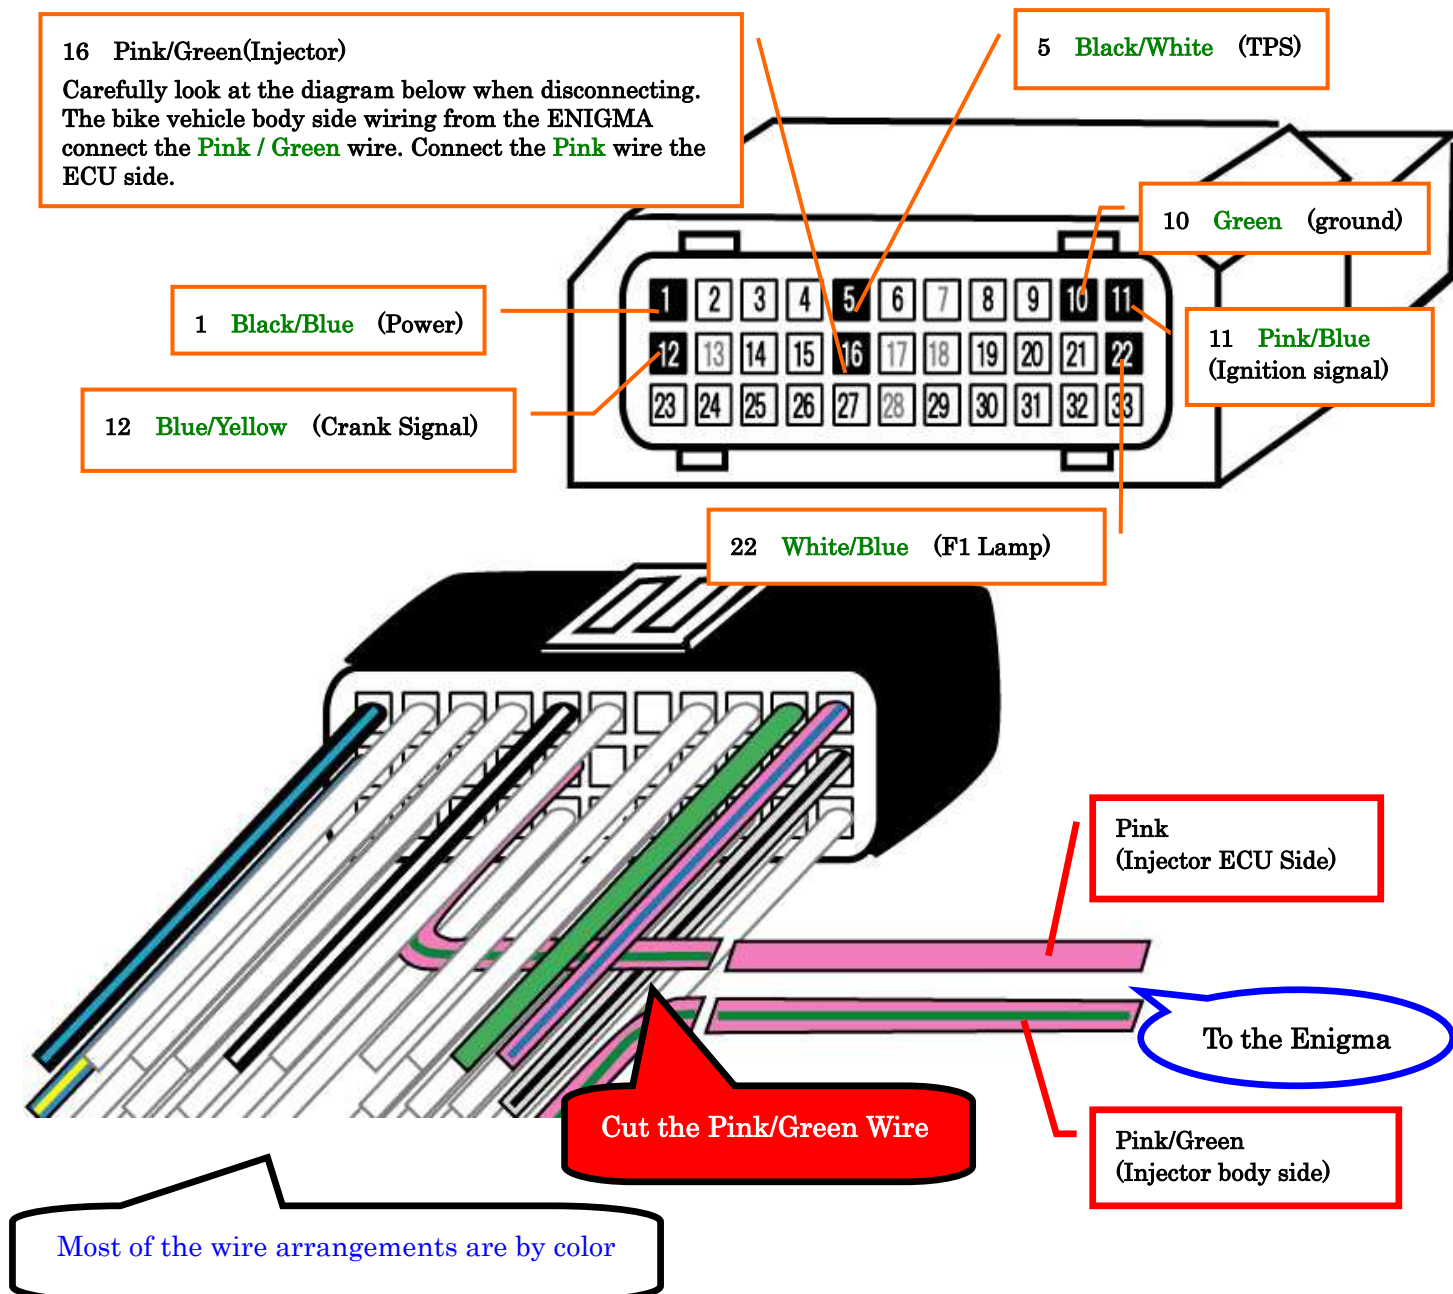 16 Pink/Green(Injector)
Carefully look at the diagram below when disconnecting.
The bike vehicle body side wiring from the ENIGMA
connect the Pink / Green wire. Connect the Pink wire the
ECU side.
5 Black/White (TPS)
10 Green (ground)
1 Black/Blue (Power)
11 Pink/Blue
(Ignition signal)
12 Blue/Yellow (Crank Signal)
1 2 3 4 5 6 7 8 9 10 11
12 13 14 15 16 17 18 19 20 21 22
23 24 25 26 27 28 29 30 31 32 33
22 White/Blue (F1 Lamp)
Pink
(Injector ECU Side)
To the Enigma
Cut the Pink/Green Wire
Pink/Green
(Injector body side)
Most of the wire arrangements are by color